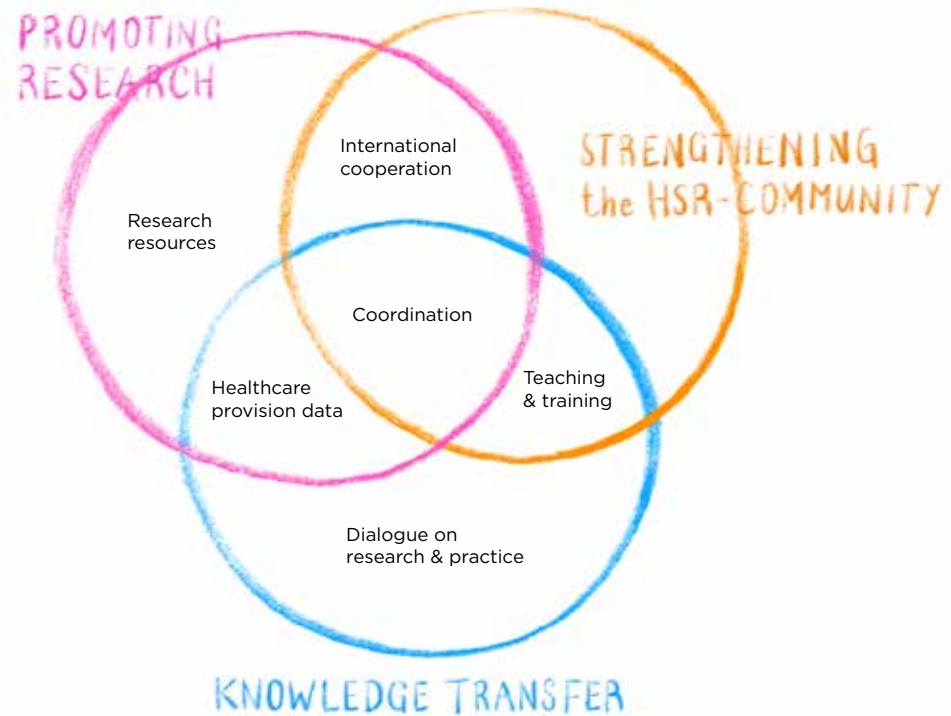 PROMOTING
RESEARCH
International
cooperation
STRENGTHENING
the HSR-COMMUNITY
Research
resources
Coordination
Healthcare
provision data
Teaching
& training
Dialogue on
research & practice
KNOWLEDGE TRANSFER